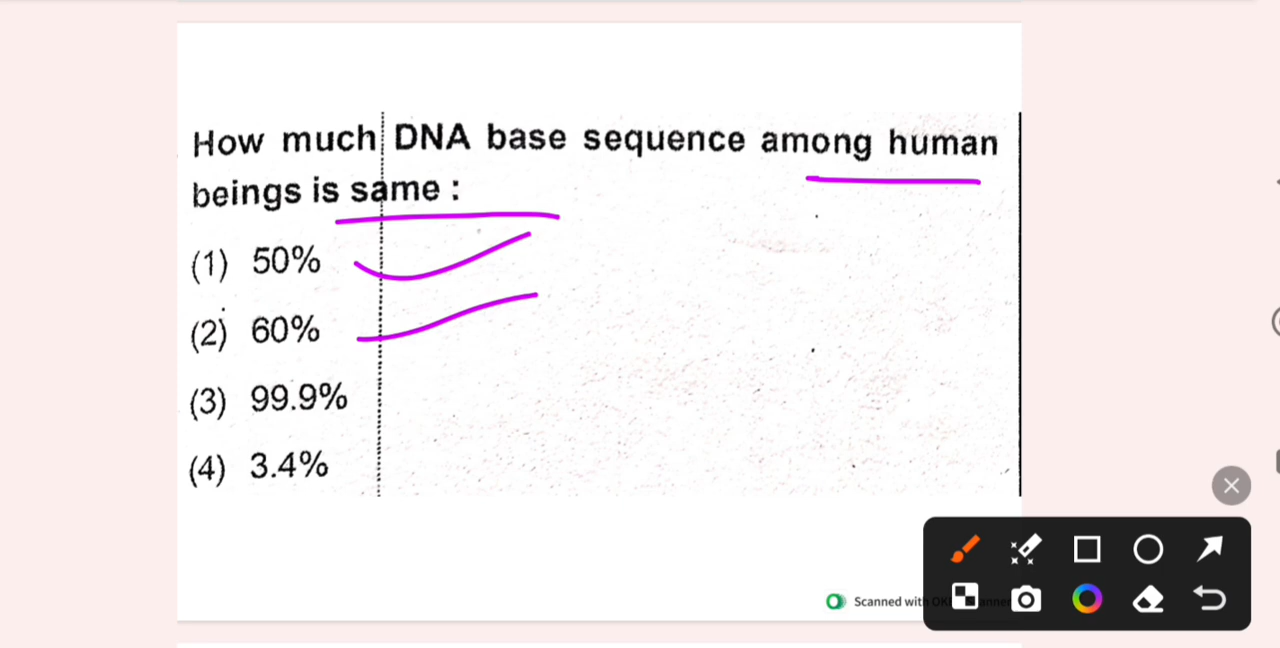 How much DNA base sequence among human
beings is same :
(1) 50%
(2) 60%
(3) 99.9%
(4) 3.4%
Scanned with